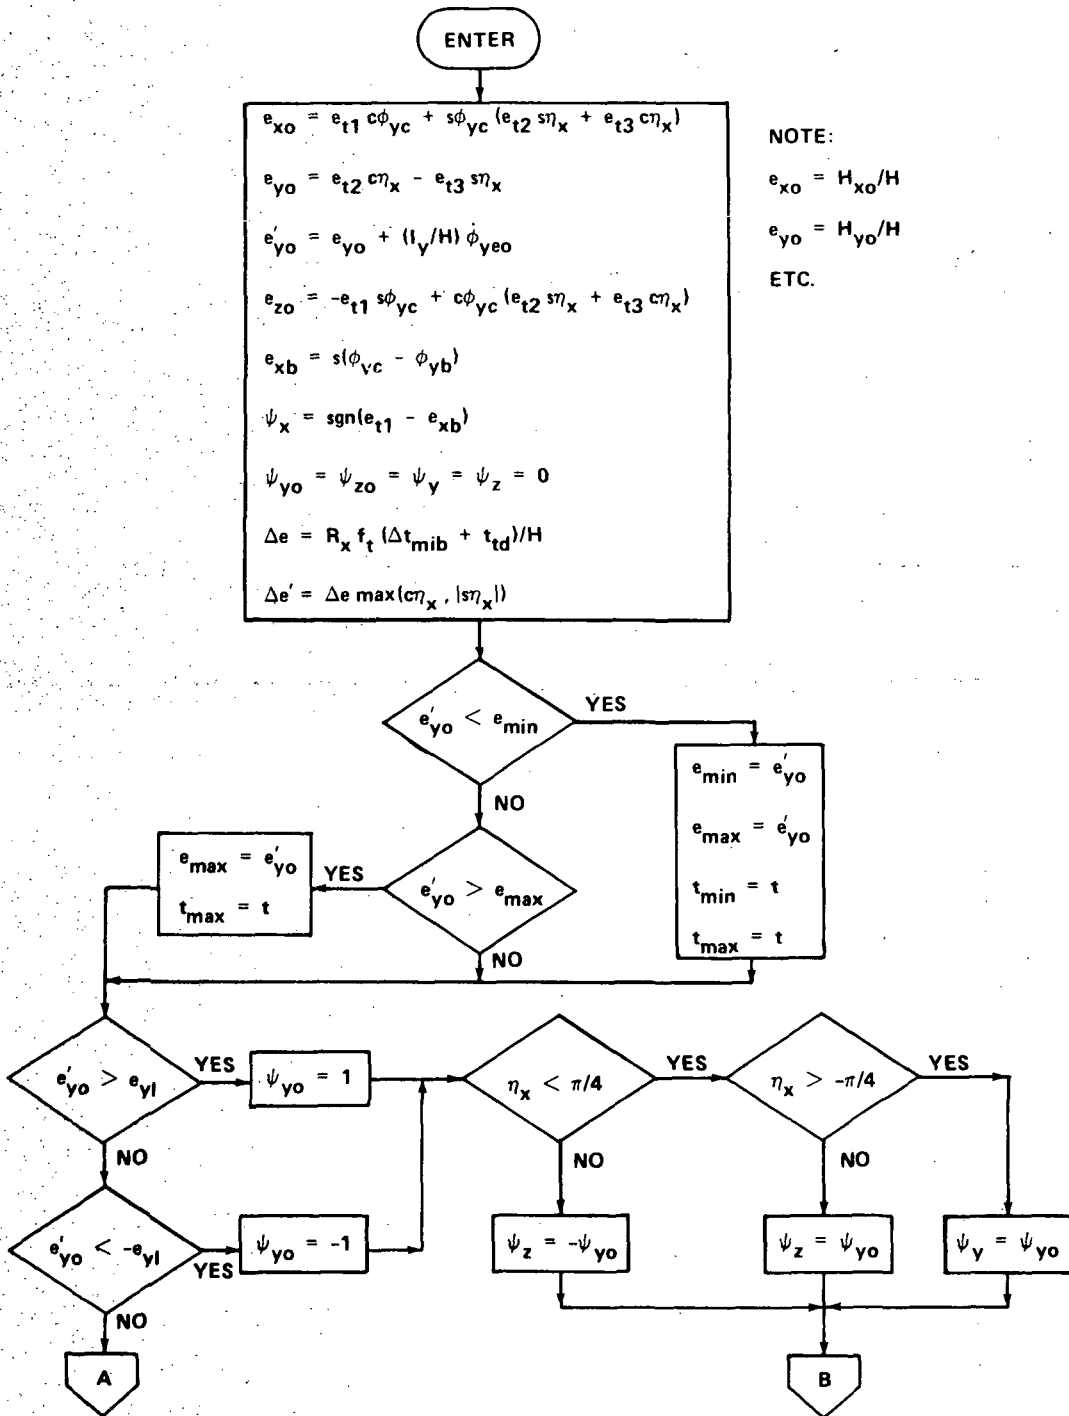 ENTER
e_xo = e_t1 cφ_yc + sφ_yc (e_t2 sη_x + e_t3 cη_x)
e_yo = e_t2 cη_x - e_t3 sη_x
e'_yo = e_yo + (I_y/H) φ̇_yeo
e_zo = -e_t1 sφ_yc + cφ_yc (e_t2 sη_x + e_t3 cη_x)
e_xb = s(φ_yc - φ_yb)
ψ_x = sgn(e_t1 - e_xb)
ψ_yo = ψ_zo = ψ_y = ψ_z = 0
Δe = R_x f_t (Δt_mib + t_td)/H
Δe' = Δe max(cη_x, |sη_x|)
NOTE:
e_xo = H_xo/H
e_yo = H_yo/H
ETC.
e'_yo < e_min
YES
NO
e_min = e'_yo
e_max = e'_yo
t_min = t
t_max = t
e'_yo > e_max
YES
NO
e_max = e'_yo
t_max = t
e'_yo > e_yl
YES
NO
ψ_yo = 1
η_x < π/4
YES
NO
η_x > -π/4
YES
NO
e'_yo < -e_yl
YES
NO
ψ_yo = -1
ψ_z = -ψ_yo
ψ_z = ψ_yo
ψ_y = ψ_yo
A
B